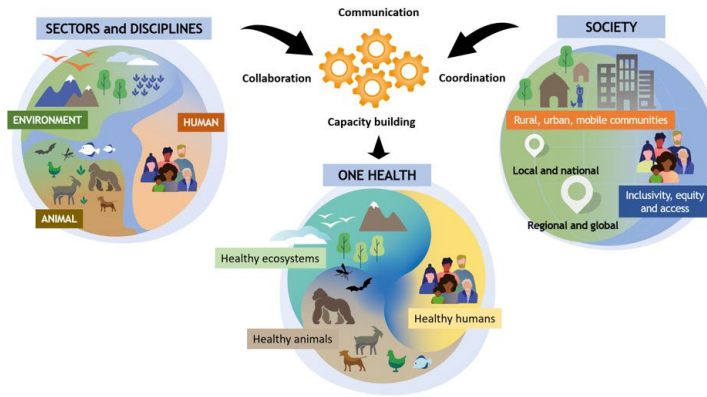 Communication
SECTORS and DISCIPLINES
SOCIETY
Collaboration
Coordination
ENVIRONMENT
HUMAN
ANIMAL
Capacity building
Rural, urban, mobile communities
Local and national
Inclusivity, equity
and access
Regional and global
ONE HEALTH
Healthy ecosystems
Healthy humans
Healthy animals